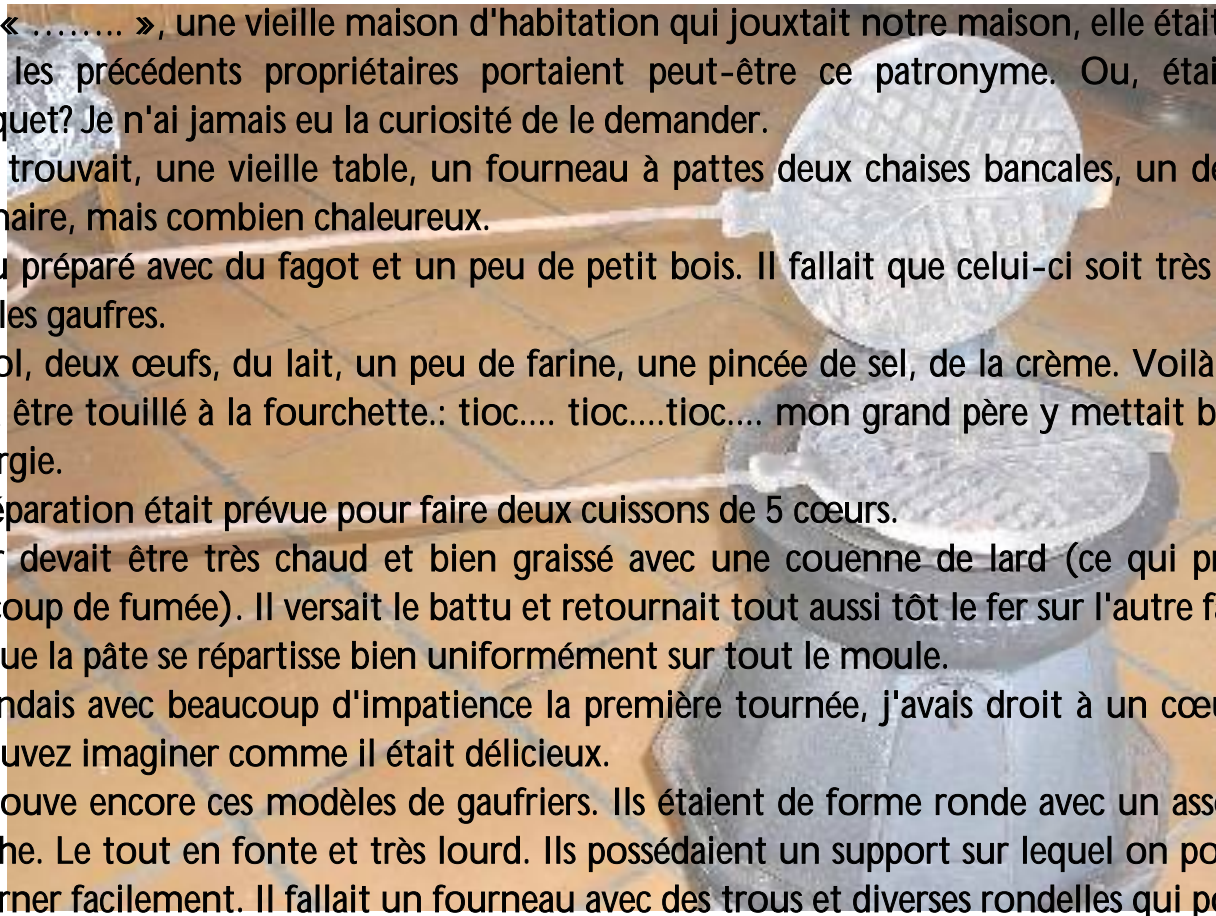 « ........ », une vieille maison d'habitation qui jouxtait notre maison, elle était
les précédents propriétaires portaient peut-être ce patronyme. Ou, étai
quet? Je n'ai jamais eu la curiosité de le demander.
trouvait, une vieille table, un fourneau à pattes deux chaises bancales, un dé
naire, mais combien chaleureux.
u préparé avec du fagot et un peu de petit bois. Il fallait que celui-ci soit très
les gaufres.
ol, deux œufs, du lait, un peu de farine, une pincée de sel, de la crème. Voilà
être touillé à la fourchette.: tioc.... tioc....tioc.... mon grand père y mettait b
rgie.
éparation était prévue pour faire deux cuissons de 5 cœurs.
r devait être très chaud et bien graissé avec une couenne de lard (ce qui pr
coup de fumée). Il versait le battu et retournait tout aussi tôt le fer sur l'autre fa
ue la pâte se répartisse bien uniformément sur tout le moule.
ndais avec beaucoup d'impatience la première tournée, j'avais droit à un cœu
uvez imaginer comme il était délicieux.
ouve encore ces modèles de gaufriers. Ils étaient de forme ronde avec un ass
he. Le tout en fonte et très lourd. Ils possédaient un support sur lequel on po
rner facilement. Il fallait un fourneau avec des trous et diverses rondelles qui pe